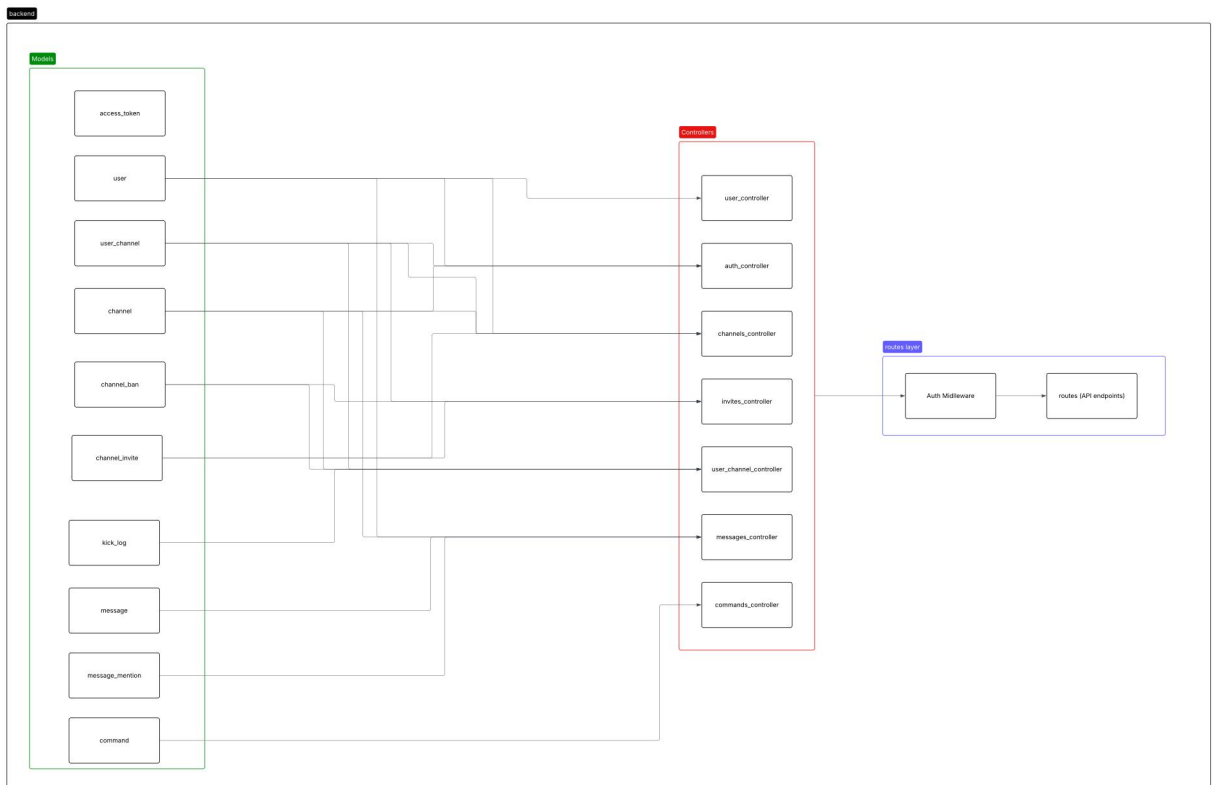 backend
Models
access_token
user
user_channel
channel
channel_ban
channel_invite
kick_log
message
message_mention
command
Controllers
user_controller
auth_controller
channels_controller
invites_controller
user_channel_controller
messages_controller
commands_controller
routes layer
Auth Midlleware
routes (API endpoints)